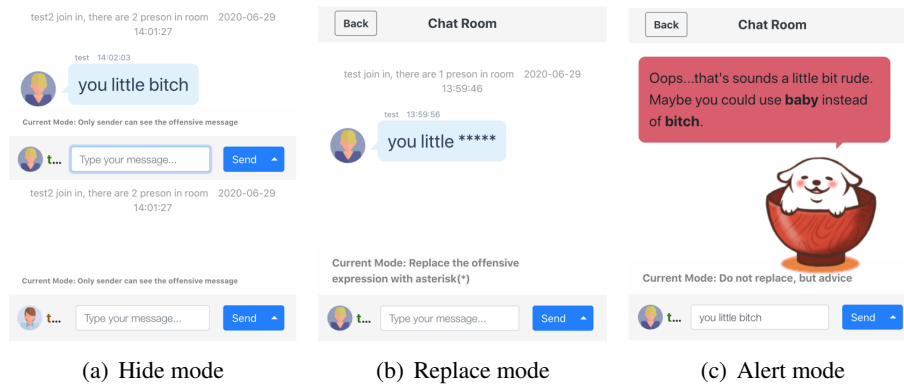 test2 join in, there are 2 preson in room 2020-06-29
14:01:27
test 14:02:03
you little bitch
Current Mode: Only sender can see the offensive message
t... Type your message... Send
test2 join in, there are 2 preson in room 2020-06-29
14:01:27
Current Mode: Only sender can see the offensive message
t... Type your message... Send
(a) Hide mode
Back Chat Room
test join in, there are 1 preson in room 2020-06-29
13:59:46
test 13:59:56
you little *****
Current Mode: Replace the offensive
expression with asterisk(*)
t... Type your message... Send
(b) Replace mode
Back Chat Room
Oops...that's sounds a little bit rude.
Maybe you could use baby instead
of bitch.
Current Mode: Do not replace, but advice
t... you little bitch Send
(c) Alert mode